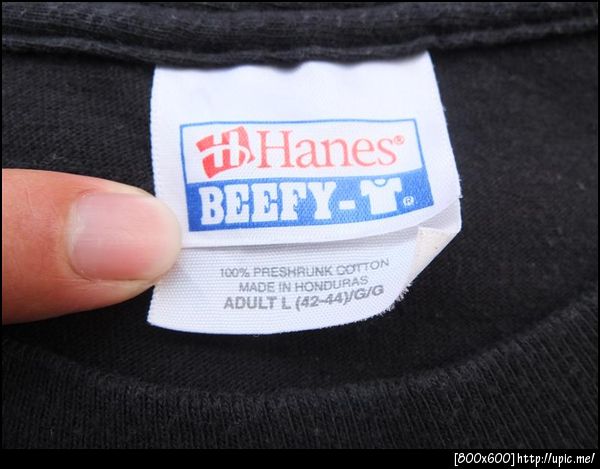 H Hanes®
BEEFY-T®
100% PRESHRUNK COTTON
MADE IN HONDURAS
ADULT L (42-44)/G/G
[800x600]http://upic.me/